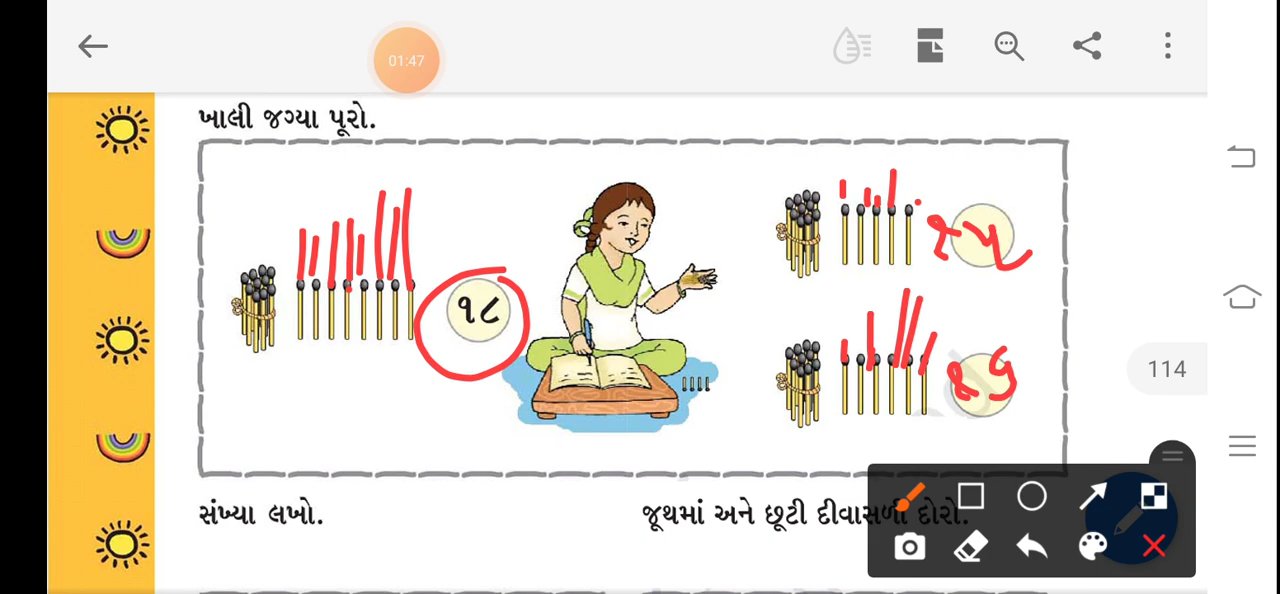 01:47
ખાલી જગ્યા પૂરો.
૧૮
૧૫
૧૬
114
સંખ્યા લખો.
જૂથમાં અને છૂટી દીવાસળી દોરો.